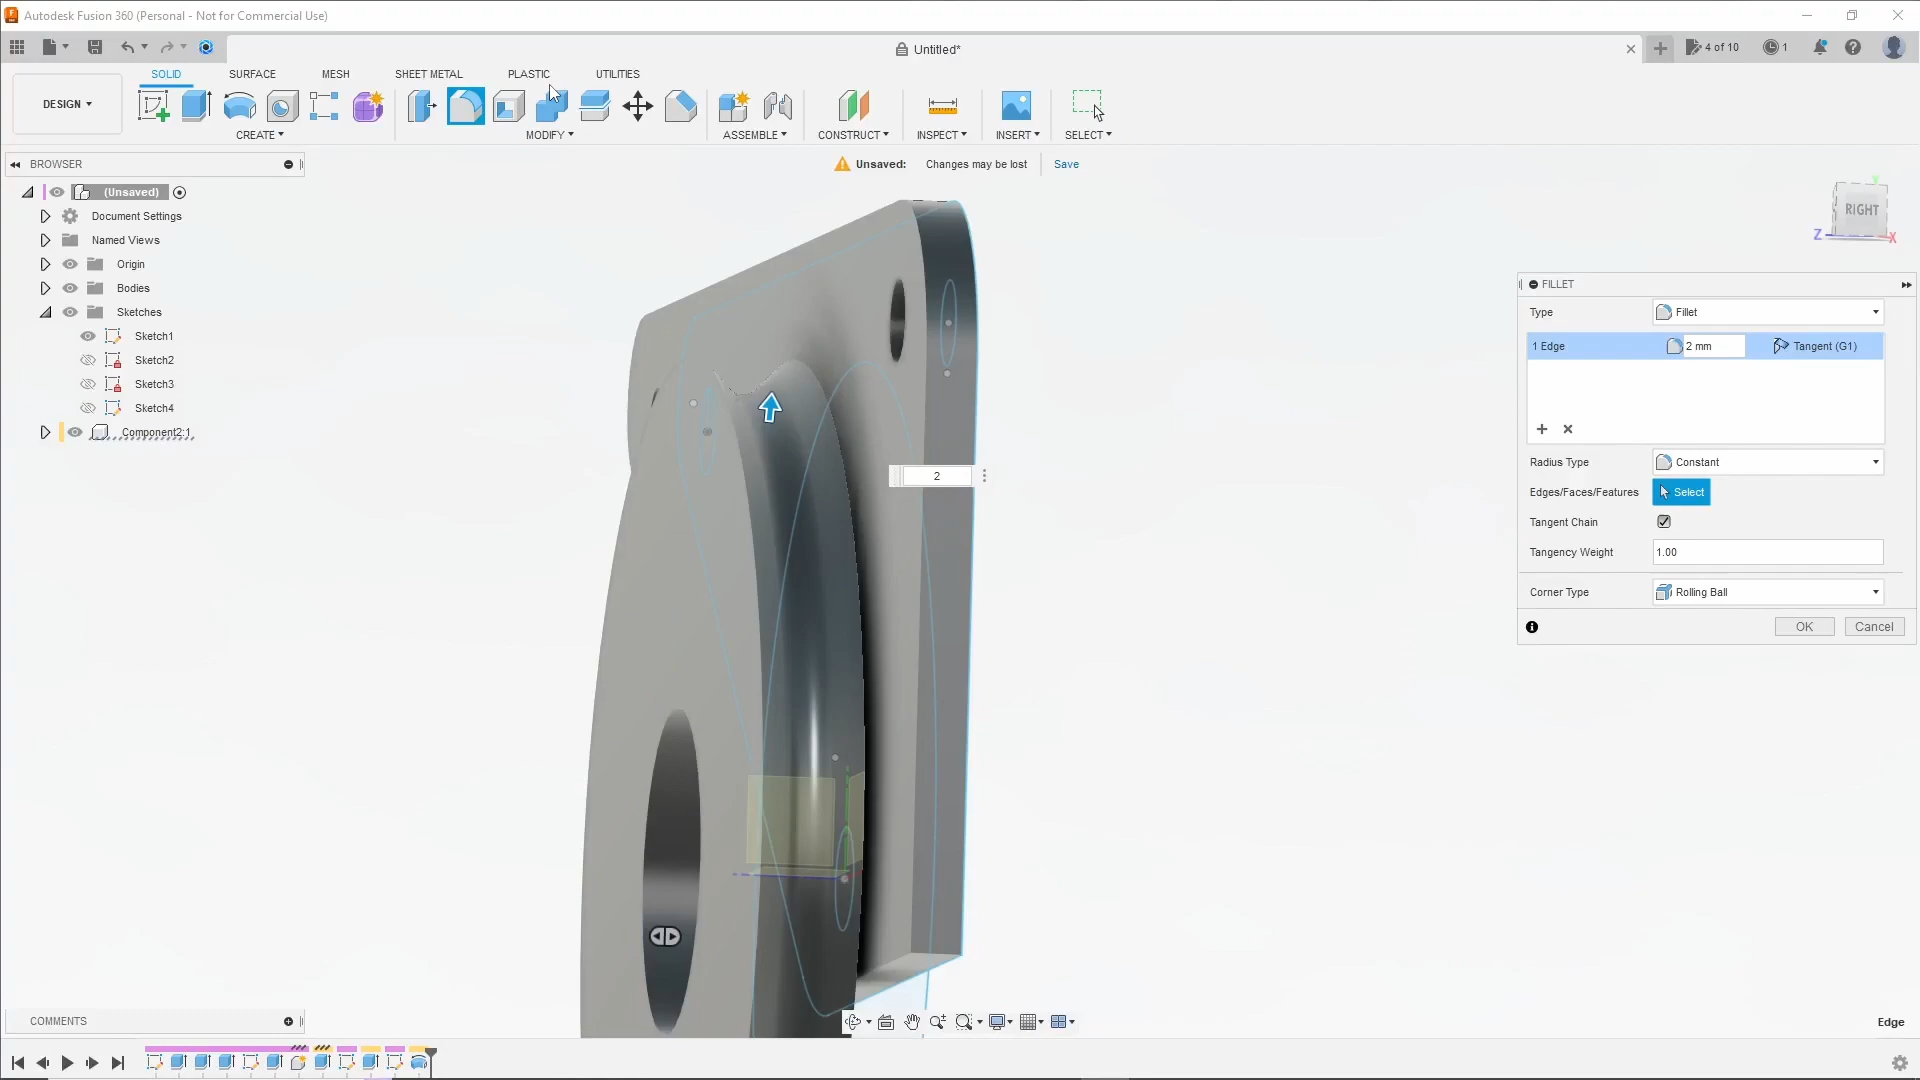 Autodesk Fusion 360 (Personal - Not for Commercial Use)
Untitled*
4 of 10
1
DESIGN
SOLID
SURFACE
MESH
SHEET METAL
PLASTIC
UTILITIES
CREATE
MODIFY
ASSEMBLE
CONSTRUCT
INSPECT
INSERT
SELECT
BROWSER
Unsaved:
Changes may be lost
Save
(Unsaved)
Document Settings
Named Views
Origin
Bodies
Sketches
Sketch1
Sketch2
Sketch3
Sketch4
Component2:1
Y
RIGHT
Z
X
FILLET
Type
Fillet
1 Edge
2 mm
Tangent (G1)
Radius Type
Constant
Edges/Faces/Features
Select
Tangent Chain
Tangency Weight
1.00
Corner Type
Rolling Ball
OK
Cancel
2
COMMENTS
Edge